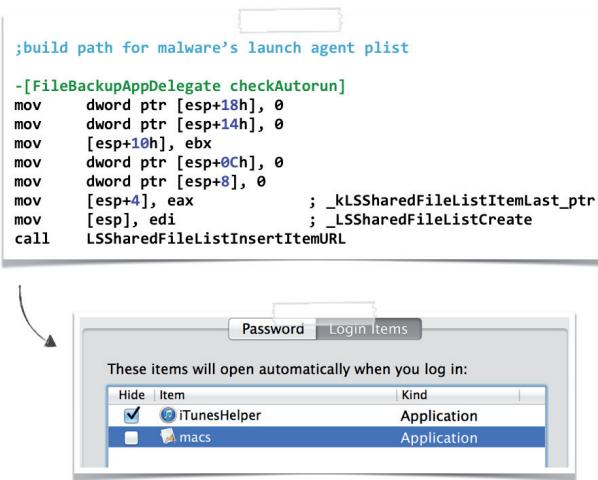 ;build path for malware's launch agent plist
-[FileBackupAppDelegate checkAutorun]
mov dword ptr [esp+18h], 0
mov dword ptr [esp+14h], 0
mov [esp+10h], ebx
mov dword ptr [esp+0Ch], 0
mov dword ptr [esp+8], 0
mov [esp+4], eax ; _kLSSharedFileListItemLast_ptr
mov [esp], edi ; _LSSharedFileListCreate
call LSSharedFileListInsertItemURL
Password Login Items
These items will open automatically when you log in:
Hide Item Kind
iTunesHelper Application
macs Application